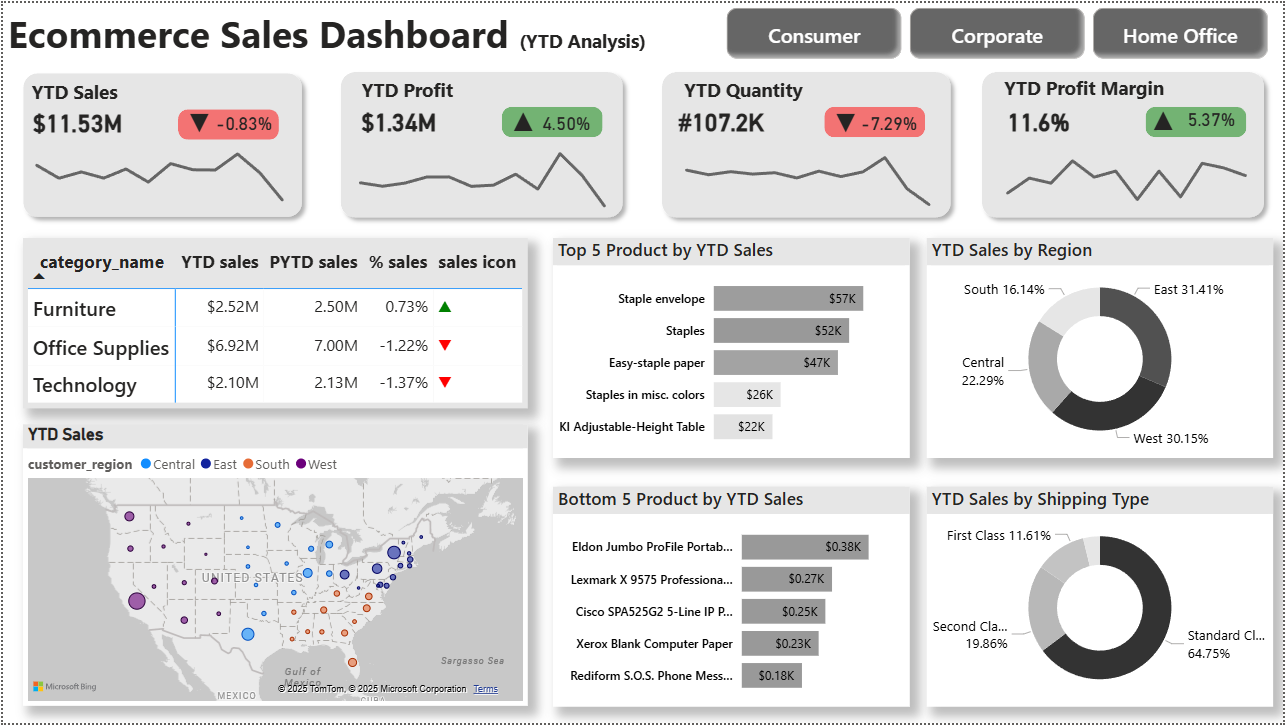 Ecommerce Sales Dashboard (YTD Analysis)
Consumer
Corporate
Home Office
YTD Sales
$11.53M
▼ -0.83%
YTD Profit
$1.34M
▲ 4.50%
YTD Quantity
#107.2K
▼ -7.29%
YTD Profit Margin
11.6%
▲ 5.37%
category_name YTD sales PYTD sales % sales sales icon
Furniture $2.52M 2.50M 0.73% ▲
Office Supplies $6.92M 7.00M -1.22% ▼
Technology $2.10M 2.13M -1.37% ▼
Top 5 Product by YTD Sales
Staple envelope $57K
Staples $52K
Easy-staple paper $47K
Staples in misc. colors $26K
KI Adjustable-Height Table $22K
YTD Sales by Region
South 16.14%
East 31.41%
Central
22.29%
West 30.15%
YTD Sales
customer_region Central East South West
UNITED STATES
Gulf of
Mexico
Sargasso Sea
MEXICO
CUBA
Microsoft Bing
© 2025 TomTom, © 2025 Microsoft Corporation Terms
Bottom 5 Product by YTD Sales
Eldon Jumbo ProFile Portab... $0.38K
Lexmark X 9575 Professiona... $0.27K
Cisco SPA525G2 5-Line IP P... $0.25K
Xerox Blank Computer Paper $0.23K
Rediform S.O.S. Phone Mess... $0.18K
YTD Sales by Shipping Type
First Class 11.61%
Second Cla...
19.86%
Standard Cl...
64.75%